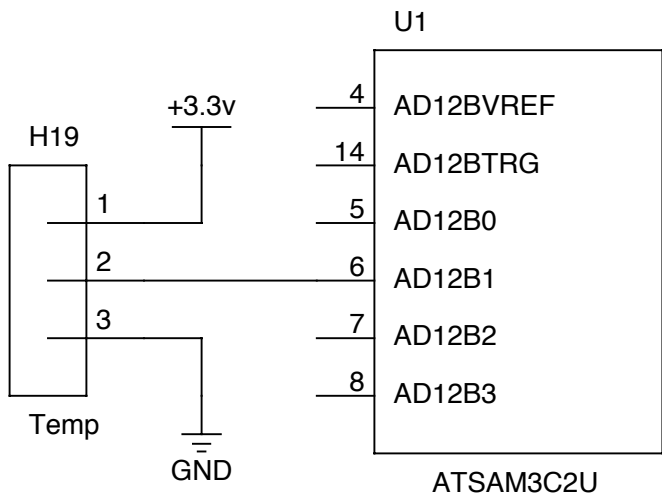 U1
+3.3v
H19
1
2
3
Temp
GND
4 AD12BVREF
14 AD12BTRG
5 AD12B0
6 AD12B1
7 AD12B2
8 AD12B3
ATSAM3C2U